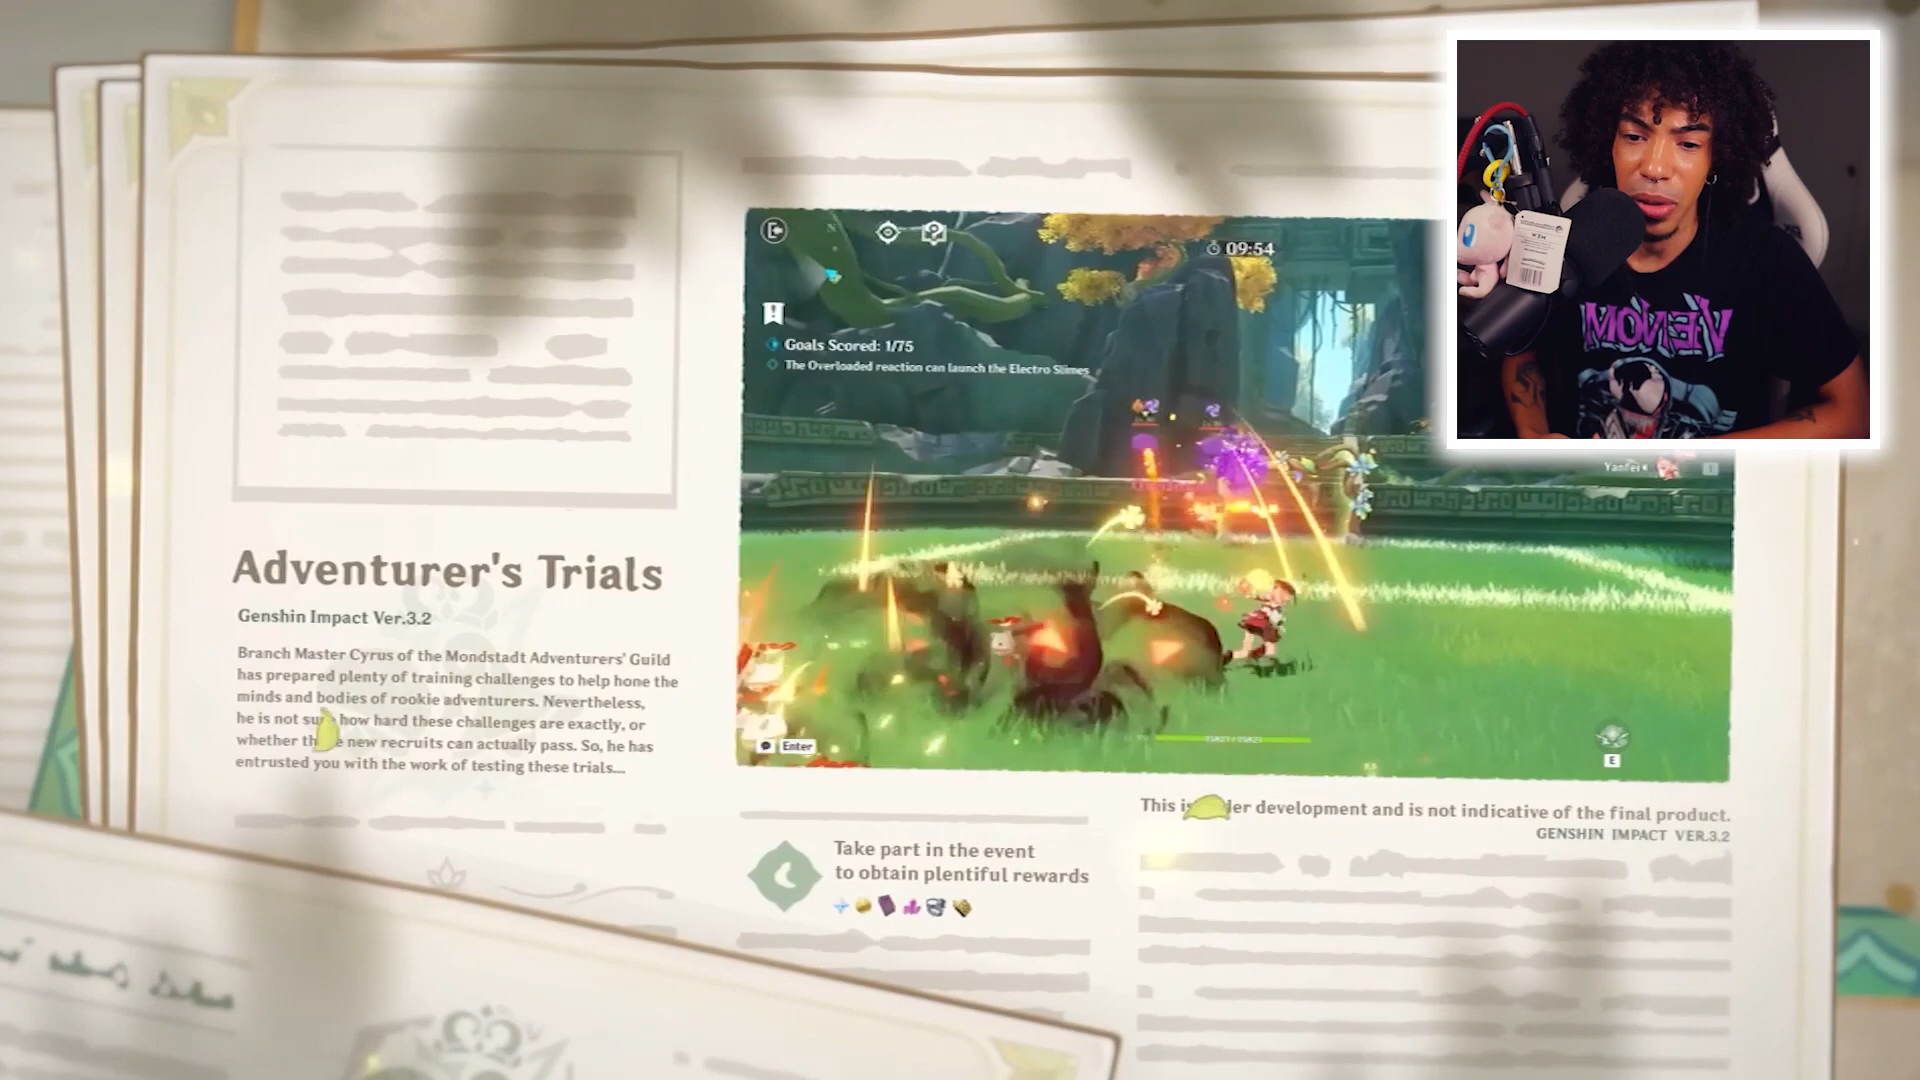 09:54
Goals Scored: 1/75
The Overloaded reaction can launch the Electro Slimes
VENOM
Yanfei
Adventurer's Trials
Genshin Impact Ver.3.2
Branch Master Cyrus of the Mondstadt Adventurers' Guild
has prepared plenty of training challenges to help hone the
minds and bodies of rookie adventurers. Nevertheless,
he is not how hard these challenges are exactly, or
whether new recruits can actually pass. So, he has
entrusted you with the work of testing these trials...
Enter
E
This development and is not indicative of the final product.
GENSHIN IMPACT VER.3.2
Take part in the event
to obtain plentiful rewards